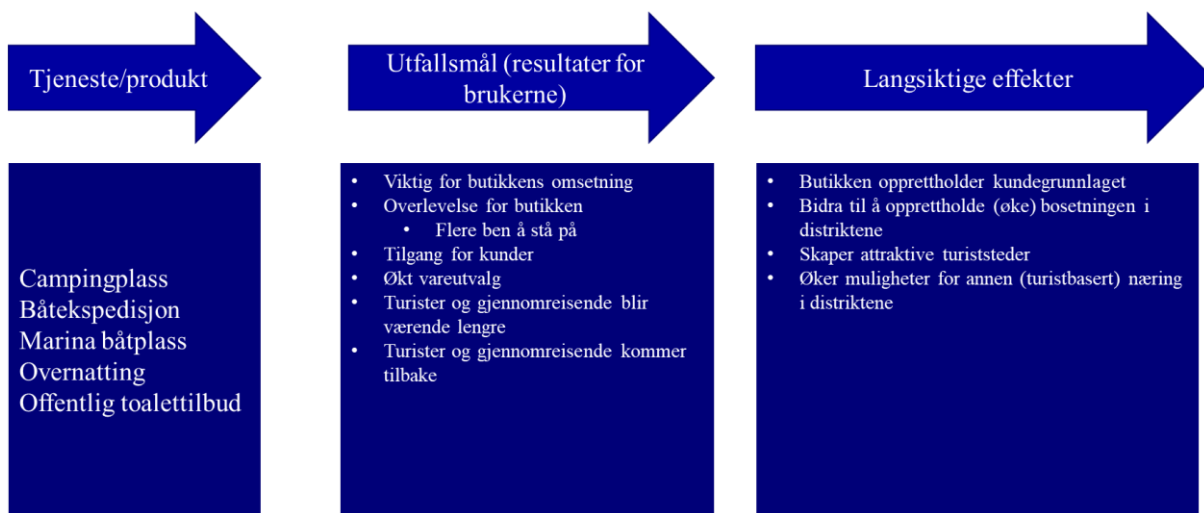 Tjeneste/produkt
Utfallsmål (resultater for
brukerne)
Langsiktige effekter
Campingplass
Båtekspedisjon
Marina båtplass
Overnatting
Offentlig toalettilbud
• Viktig for butikkens omsetning
• Overlevelse for butikken
• Flere ben å stå på
• Tilgang for kunder
• Økt vareutvalg
• Turister og gjennomreisende blir
værende lengre
• Turister og gjennomreisende kommer
tilbake
• Butikken opprettholder kundegrunnlaget
• Bidra til å opprettholde (øke) bosetningen i
distriktene
• Skaper attraktive turiststeder
• Øker muligheter for annen (turistbasert) næring
i distriktene